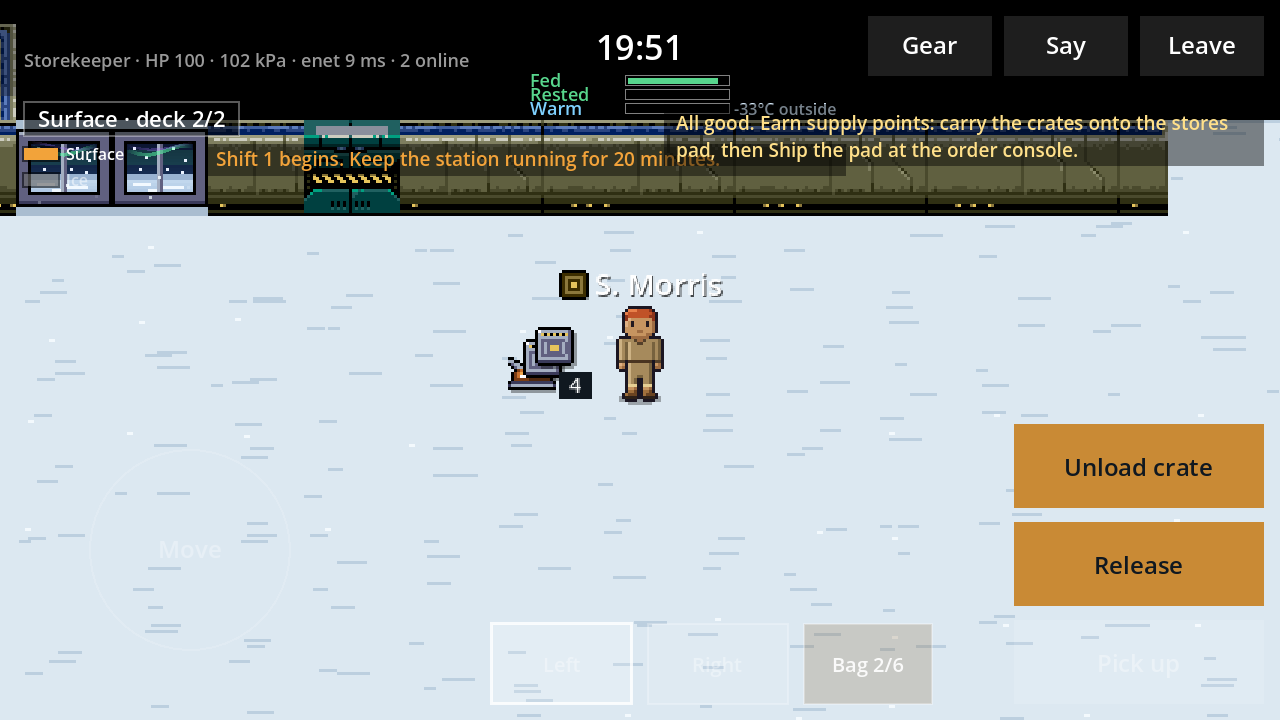 Storekeeper · HP 100 · 102 kPa · enet 9 ms · 2 online
19:51
Gear
Say
Leave
Fed
Rested
Warm
-33°C outside
Surface · deck 2/2
All good. Earn supply points: carry the crates onto the stores
pad, then Ship the pad at the order console.
Surface
Ice
Shift 1 begins. Keep the station running for 20 minutes.
S. Morris
4
Unload crate
Release
Move
Left
Right
Bag 2/6
Pick up